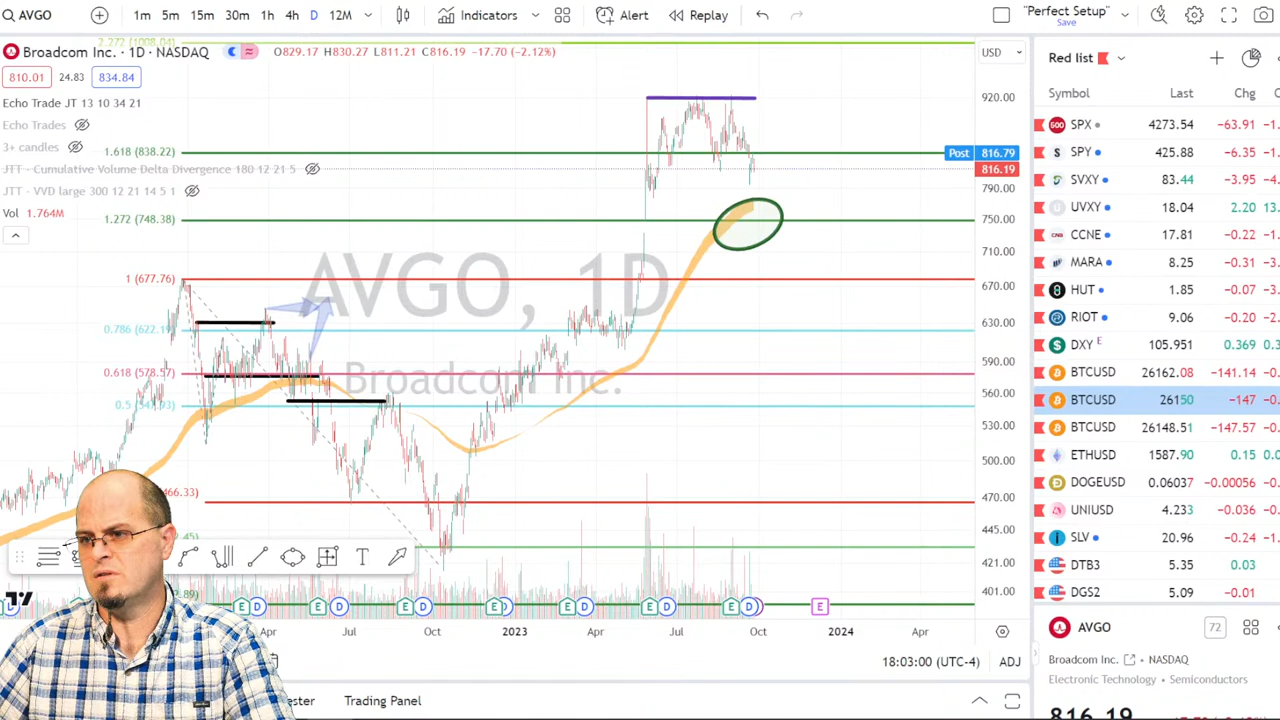 AVGO 1m 5m 15m 30m 1h 4h D 12M Indicators Alert Replay "Perfect Setup"
Save
Broadcom Inc. · 1D · NASDAQ O829.17 H830.27 L811.21 C816.19 -17.70 (-2.12%) USD
2.272 (1008.04)
810.01 24.83 834.84
Echo Trade JT 13 10 34 21
Echo Trades
3+ candles
JTT - Cumulative Volume Delta Divergence 180 12 21 5
JTT - VVD large 300 12 21 14 5 1
Vol 1.764M
1.618 (838.22)
1.272 (748.38)
1 (677.76)
0.786 (622.19)
0.618 (578.57)
466.33)
AVGO, 1D
Broadcom Inc.
920.00
Post 816.79
816.19
790.00
750.00
710.00
670.00
630.00
590.00
560.00
530.00
500.00
470.00
445.00
421.00
401.00
E D E D E D E D E D E D E D E
Apr Jul Oct 2023 Apr Jul Oct 2024 Apr
18:03:00 (UTC-4) ADJ
Trading Panel
Red list
Symbol Last Chg
SPX 4273.54 -63.91
SPY 425.88 -6.35
SVXY 83.44 -3.95
UVXY 18.04 2.20
CCNE 17.81 -0.22
MARA 8.25 -0.31
HUT 1.85 -0.07
RIOT 9.06 -0.20
DXY E 105.951 0.369
BTCUSD 26162.08 -141.14
BTCUSD 26150 -147
BTCUSD 26148.51 -147.57
ETHUSD 1587.90 0.15
DOGEUSD 0.06037 -0.00056
UNIUSD 4.233 -0.036
SLV 20.96 -0.24
DTB3 5.35 0.03
DGS2 5.09 -0.01
AVGO 72
Broadcom Inc. NASDAQ
Electronic Technology · Semiconductors
816.19